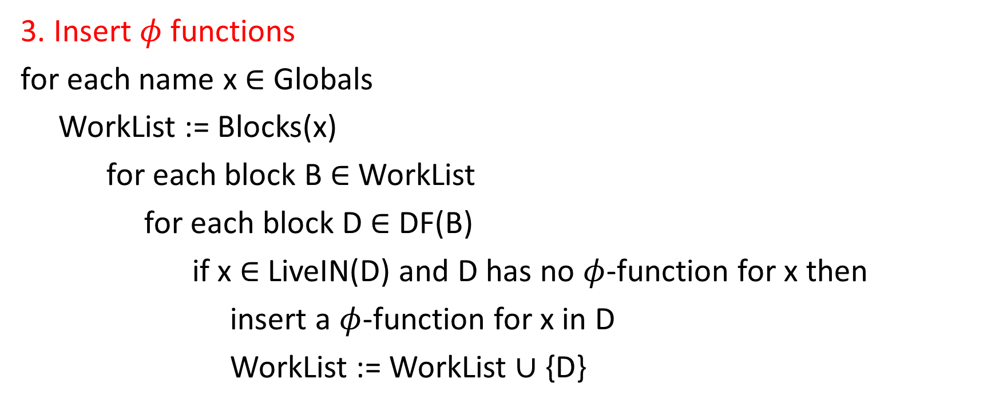 3. Insert 𝜙 functions
for each name x ∈ Globals
WorkList := Blocks(x)
for each block B ∈ WorkList
for each block D ∈ DF(B)
if x ∈ LiveIN(D) and D has no 𝜙-function for x then
insert a 𝜙-function for x in D
WorkList := WorkList ∪ {D}